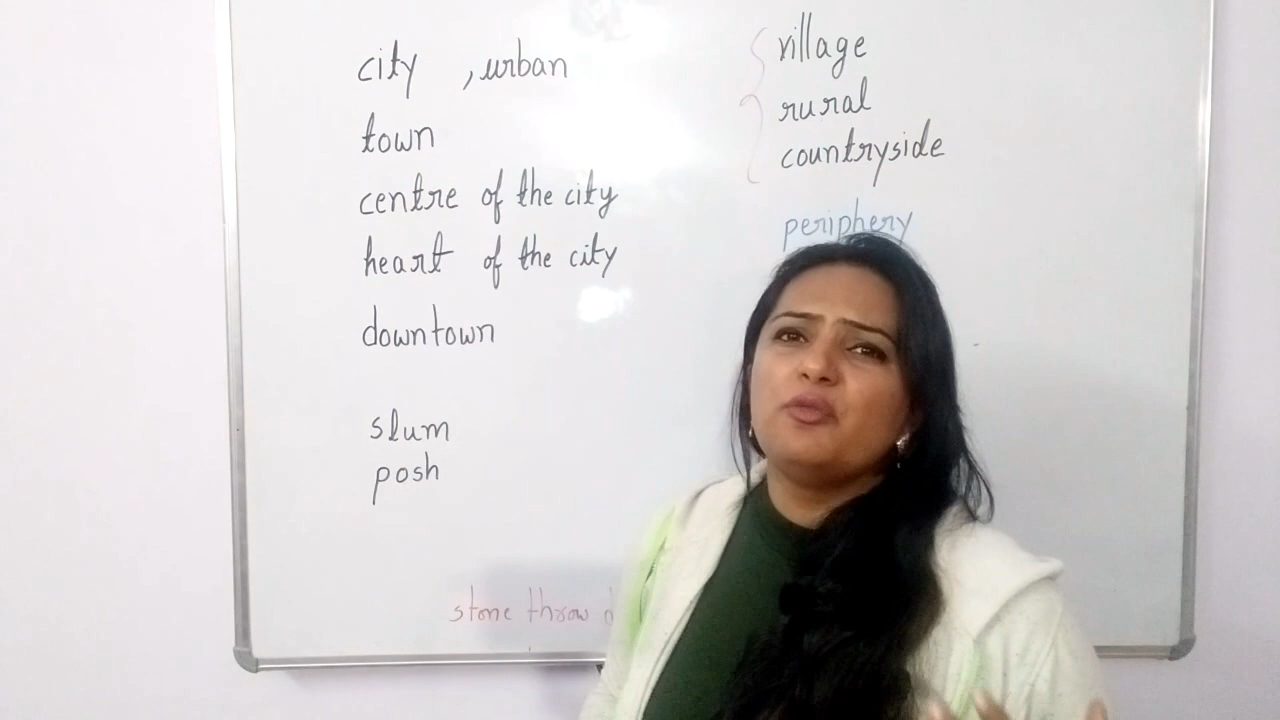 city , urban
town
centre of the city
heart of the city
downtown
slum
posh
stone throw
village
rural
countryside
periphery